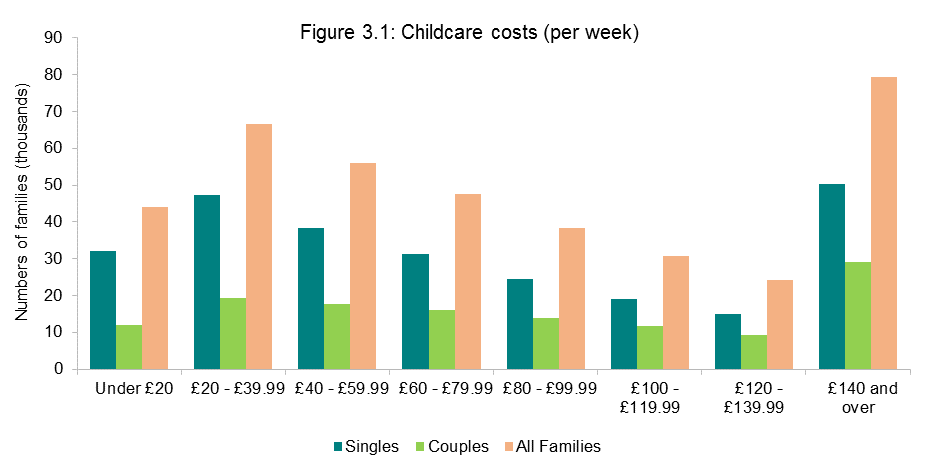 Figure 3.1: Childcare costs (per week)
Numbers of families (thousands)
90
80
70
60
50
40
30
20
10
0
Under £20 £20 - £39.99 £40 - £59.99 £60 - £79.99 £80 - £99.99 £100 - £120 - £140 and
£119.99 £139.99 over
Singles Couples All Families